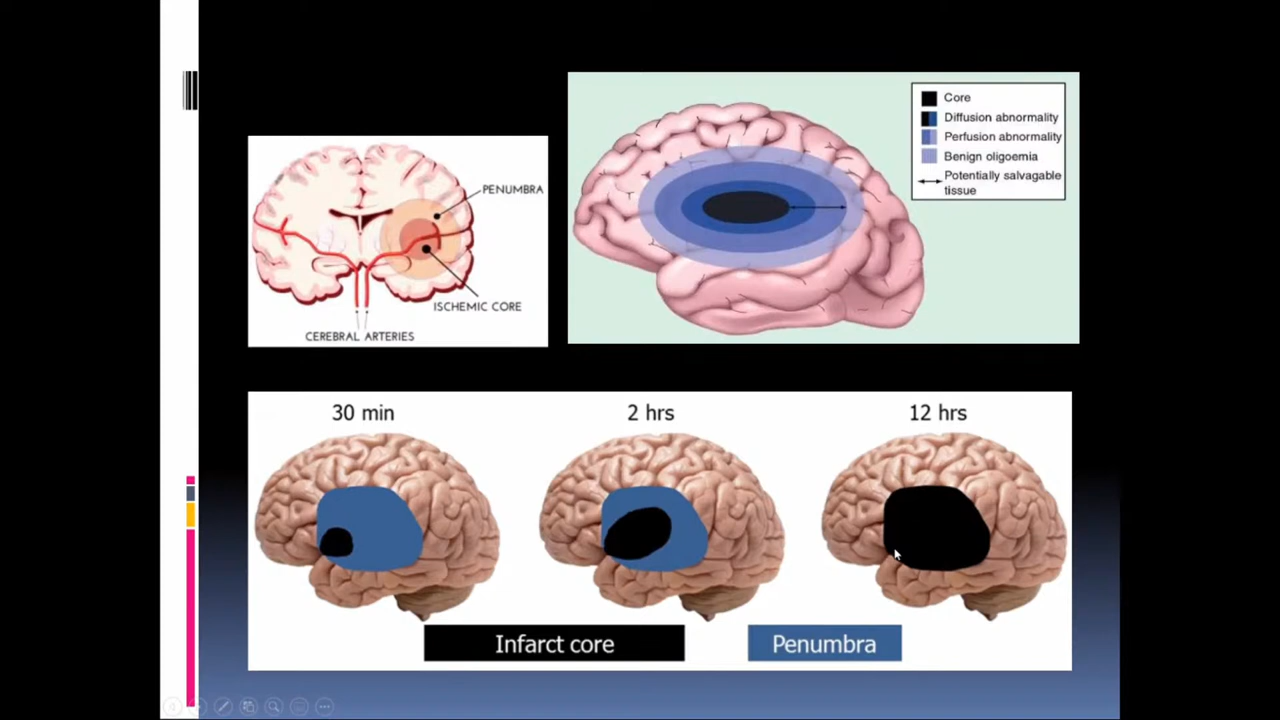 PENUMBRA
ISCHEMIC CORE
CEREBRAL ARTERIES
Core
Diffusion abnormality
Perfusion abnormality
Benign oligoemia
Potentially salvagable
tissue
30 min
2 hrs
12 hrs
Infarct core
Penumbra